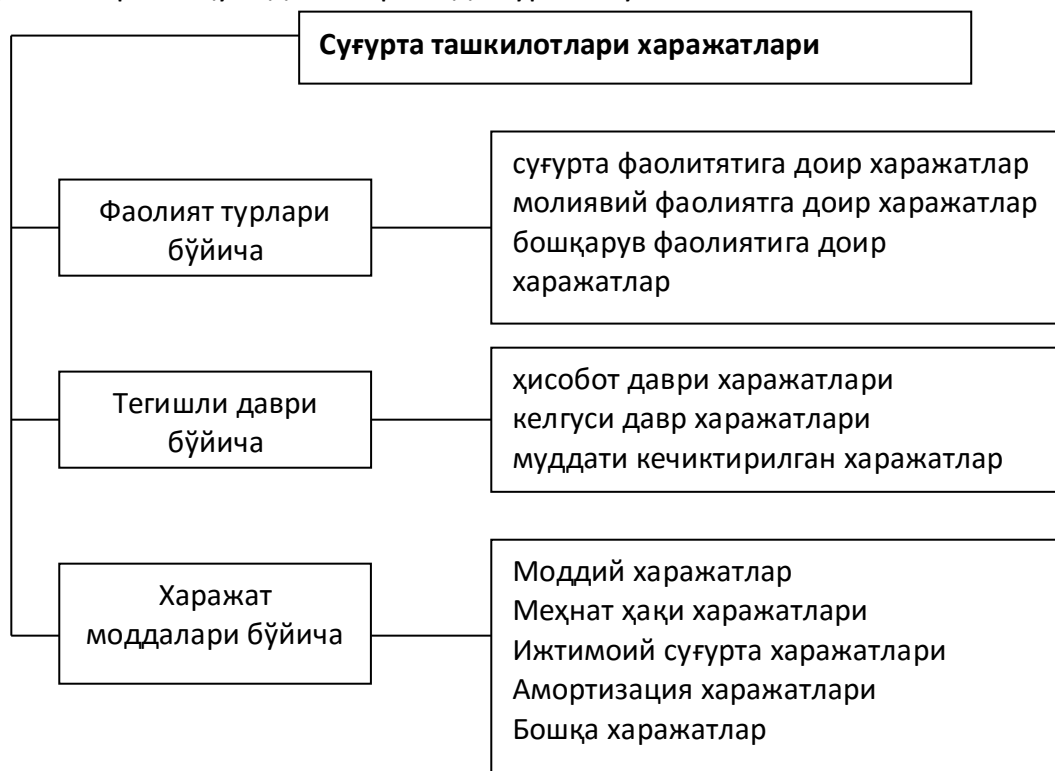 Суғурта ташкилотлари харажатлари
Фаолият турлари
бўйича
суғурта фаолитятига доир харажатлар
молиявий фаолиятга доир харажатлар
бошқарув фаолиятига доир
харажатлар
Тегишли даври
бўйича
ҳисобот даври харажатлари
келгуси давр харажатлари
муддати кечиктирилган харажатлар
Харажат
моддалари бўйича
Моддий харажатлар
Меҳнат ҳақи харажатлари
Ижтимоий суғурта харажатлари
Амортизация харажатлари
Бошқа харажатлар